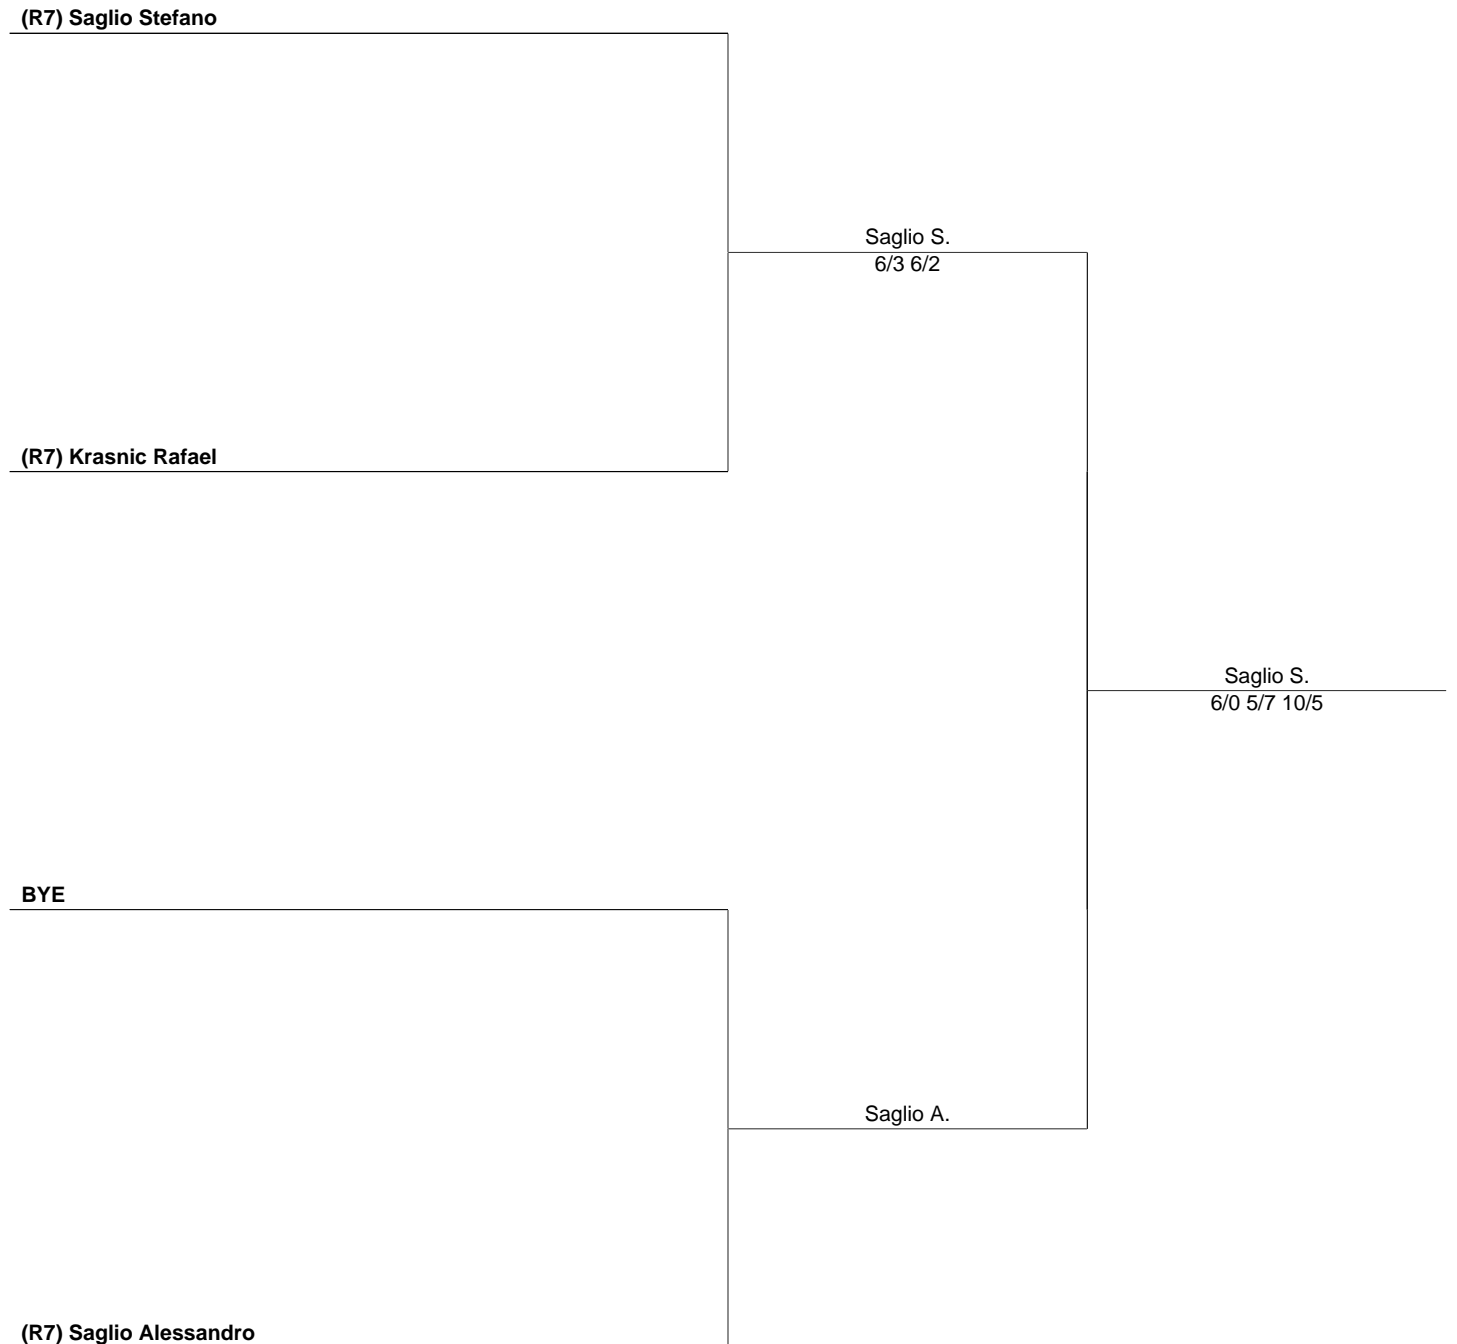 (R7) Saglio Stefano
Saglio S.
6/3 6/2
(R7) Krasnic Rafael
Saglio S.
6/0 5/7 10/5
BYE
Saglio A.
(R7) Saglio Alessandro